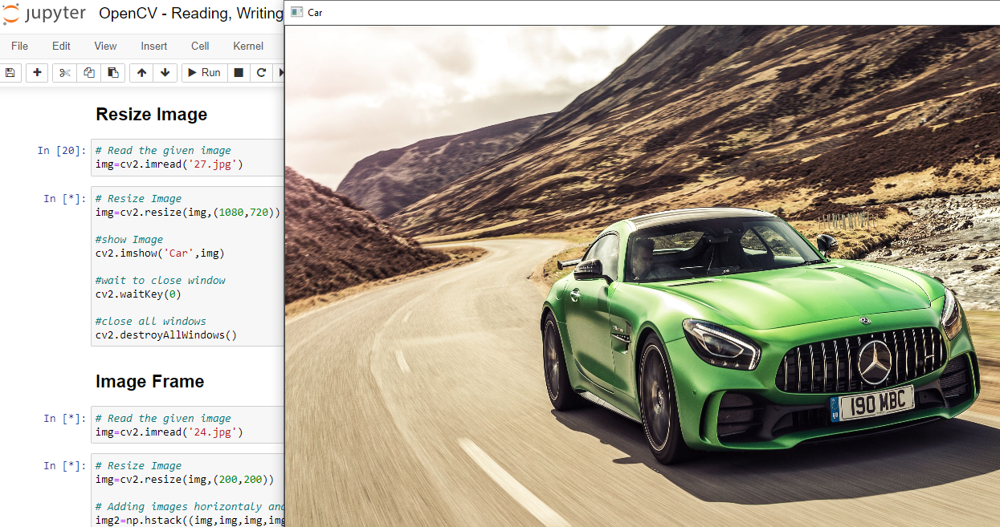 jupyter OpenCV - Reading, Writing
Car
File Edit View Insert Cell Kernel
Run
Resize Image
In [20]: # Read the given image
img=cv2.imread('27.jpg')
In [*]: # Resize Image
img=cv2.resize(img,(1080,720))
#show Image
cv2.imshow('Car',img)
#wait to close window
cv2.waitKey(0)
#close all windows
cv2.destroyAllWindows()
Image Frame
In [*]: # Read the given image
img=cv2.imread('24.jpg')
In [*]: # Resize Image
img=cv2.resize(img,(200,200))
# Adding images horizontaly and
img2=np.hstack((img,img,img,img
190 MBC